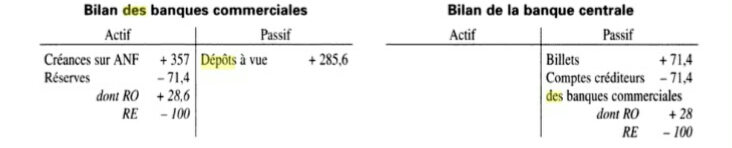 Bilan des banques commerciales
Actif Passif
Créances sur ANF + 357 Dépôts à vue + 285,6
Réserves – 71,4
dont RO + 28,6
RE – 100
Bilan de la banque centrale
Actif Passif
Billets + 71,4
Comptes créditeurs – 71,4
des banques commerciales
dont RO + 28
RE – 100